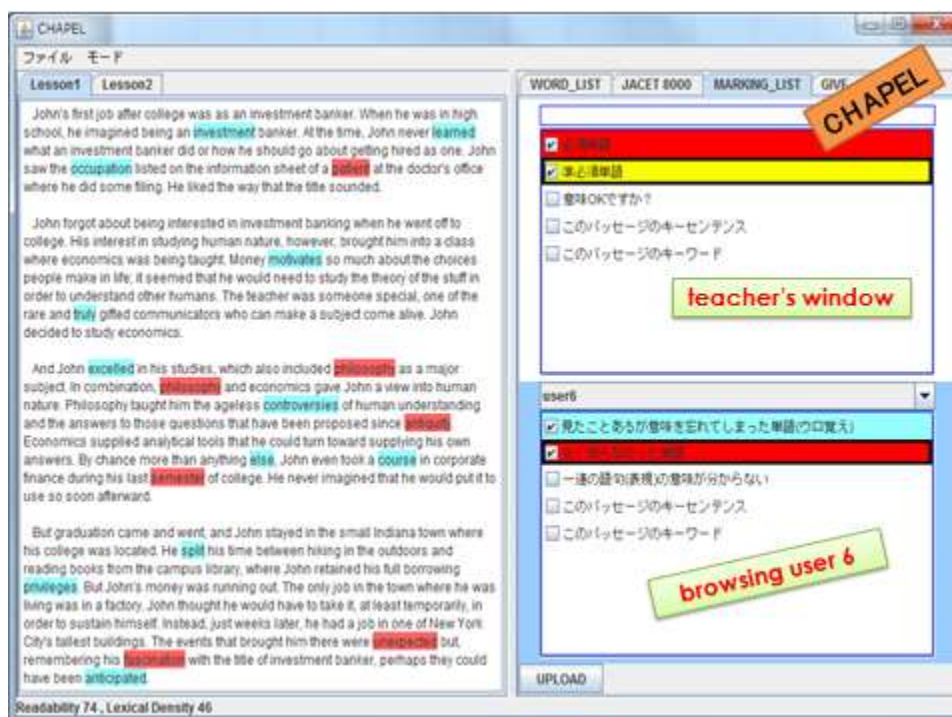 CHAPEL
ファイル モード
Lesson1 Lesson2
John's first job after college was as an investment banker. When he was in high
school, he imagined being an investment banker. At the time, John never learned
what an investment banker did or how he should go about getting hired as one. John
saw the occupation listed on the information sheet of a patient at the doctor's office
where he did some filing. He liked the way that the title sounded.
John forgot about being interested in investment banking when he went off to
college. His interest in studying human nature, however, brought him into a class
where economics was being taught. Money motivates so much about the choices
people make in life; it seemed that he would need to study the theory of the stuff in
order to understand other humans. The teacher was someone special, one of the
rare and truly gifted communicators who can make a subject come alive. John
decided to study economics.
And John excelled in his studies, which also included philosophy as a major
subject. In combination, philosophy and economics gave John a view into human
nature. Philosophy taught him the ageless controversies of human understanding
and the answers to those questions that have been proposed since antiquity.
Economics supplied analytical tools that he could turn toward supplying his own
answers. By chance more than anything else, John even took a course in corporate
finance during his last semester of college. He never imagined that he would put it to
use so soon afterward.
But graduation came and went, and John stayed in the small Indiana town where
his college was located. He split his time between hiking in the outdoors and
reading books from the campus library, where John retained his full borrowing
privileges. But John's money was running out. The only job in the town where he was
living was in a factory. John thought he would have to take it, at least temporarily, in
order to sustain himself. Instead, just weeks later, he had a job in one of New York
City's tallest buildings. The events that brought him there were unexpected but,
remembering his fascination with the title of investment banker, perhaps they could
have been anticipated.
Readability 74 , Lexical Density 46
WORD_LIST JACET 8000 MARKING_LIST GIVE
CHAPEL
必須単語
準必須単語
意味OKですか？
このパッセージのキーセンテンス
このパッセージのキーワード
teacher's window
user6
見たことあるが意味を忘れてしまった単語(ウロ覚え)
一連の語句(表現)の意味が分からない
このパッセージのキーセンテンス
このパッセージのキーワード
browsing user 6
UPLOAD